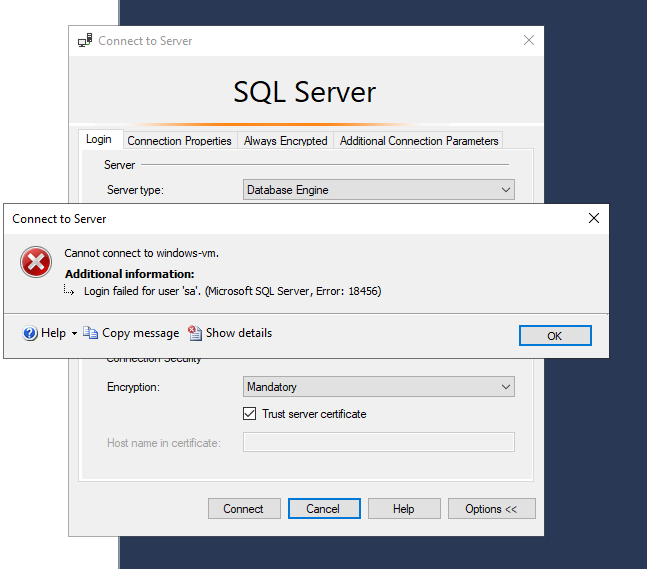 Connect to Server
SQL Server
Login Connection Properties Always Encrypted Additional Connection Parameters
Server
Server type: Database Engine
Connect to Server
Cannot connect to windows-vm.
Additional information:
Login failed for user 'sa'. (Microsoft SQL Server, Error: 18456)
Help Copy message Show details OK
Connection Security
Encryption: Mandatory
Trust server certificate
Host name in certificate:
Connect Cancel Help Options <<